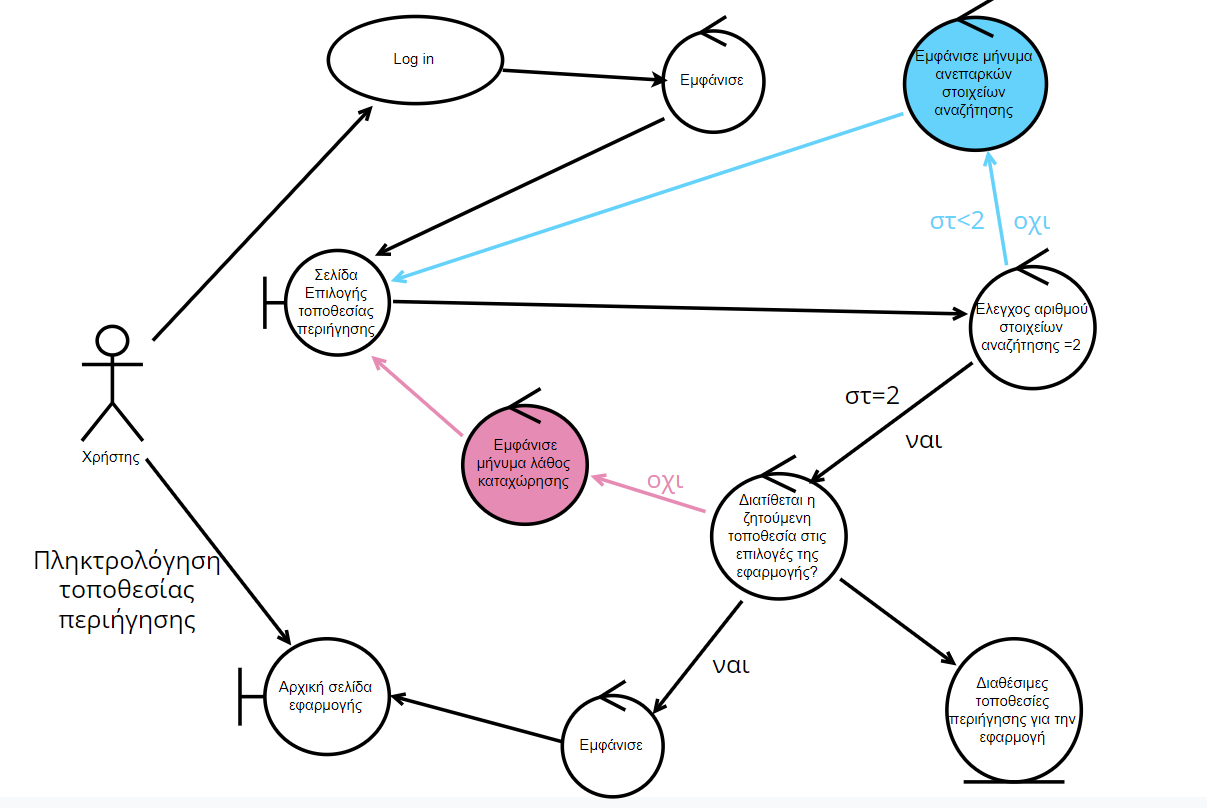 Log in
Εμφάνισε
Εμφάνισε μήνυμα
ανεπαρκών
στοιχείων
αναζήτησης
στ<2 οχι
Σελίδα
Επιλογής
τοποθεσίας
περιήγησης
Ελεγχος αριθμού
στοιχείων
αναζήτησης =2
στ=2
ναι
Χρήστης
Εμφάνισε
μήνυμα λάθος
καταχώρησης
οχι
Διατίθεται η
ζητούμενη
τοποθεσία στις
επιλογές της
εφαρμογής?
Πληκτρολόγηση
τοποθεσίας
περιήγησης
Αρχική σελίδα
εφαρμογής
ναι
Εμφάνισε
Διαθέσιμες
τοποθεσίες
περιήγησης για την
εφαρμογή